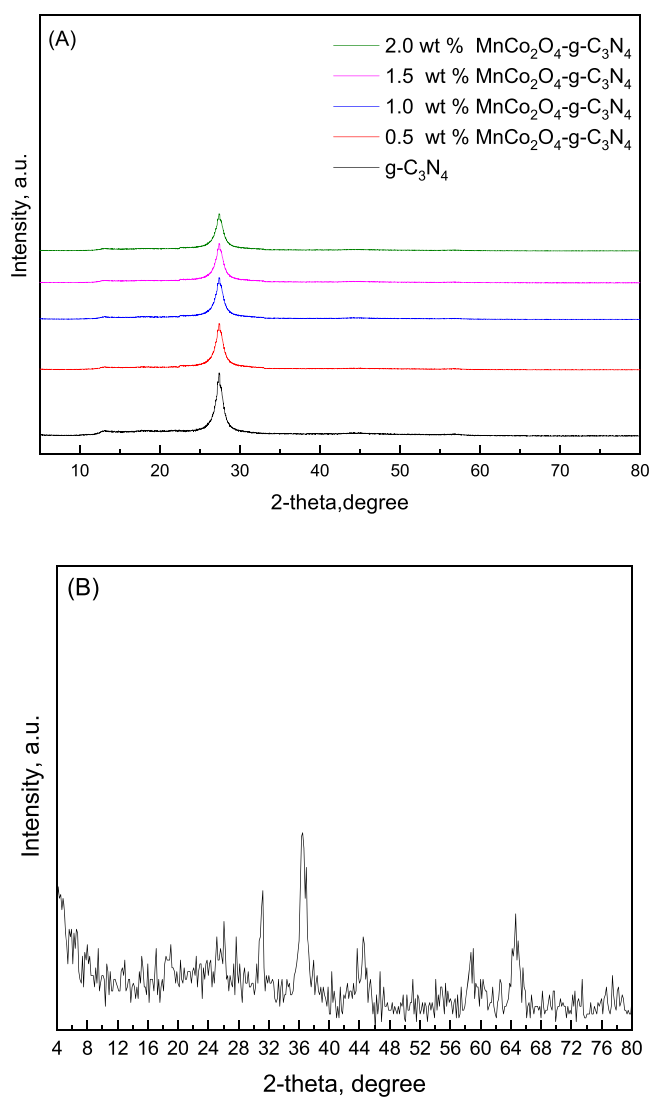 (A)
2.0 wt % MnCo₂O₄-g-C₃N₄
1.5 wt % MnCo₂O₄-g-C₃N₄
1.0 wt % MnCo₂O₄-g-C₃N₄
0.5 wt % MnCo₂O₄-g-C₃N₄
g-C₃N₄
Intensity, a.u.
10 20 30 40 50 60 70 80
2-theta,degree
(B)
Intensity, a.u.
4 8 12 16 20 24 28 32 36 40 44 48 52 56 60 64 68 72 76 80
2-theta, degree